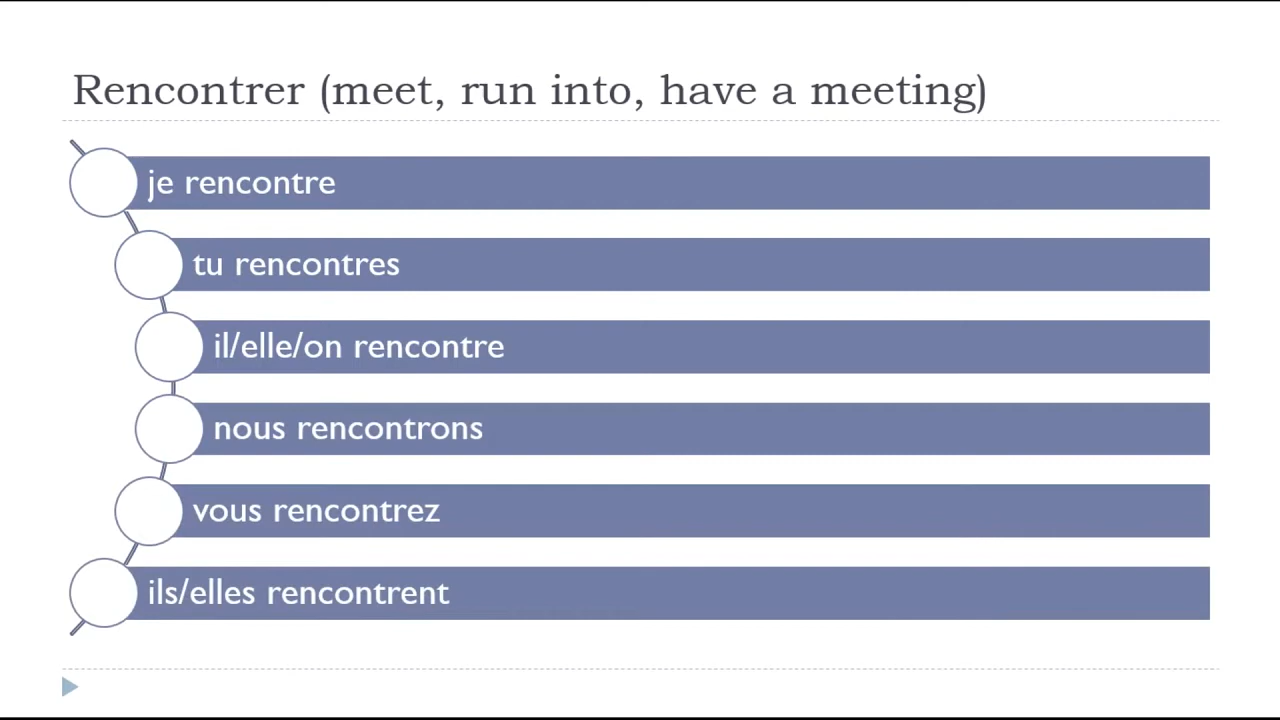 Rencontrer (meet, run into, have a meeting)
je rencontre
tu rencontres
il/elle/on rencontre
nous rencontrons
vous rencontrez
ils/elles rencontrent